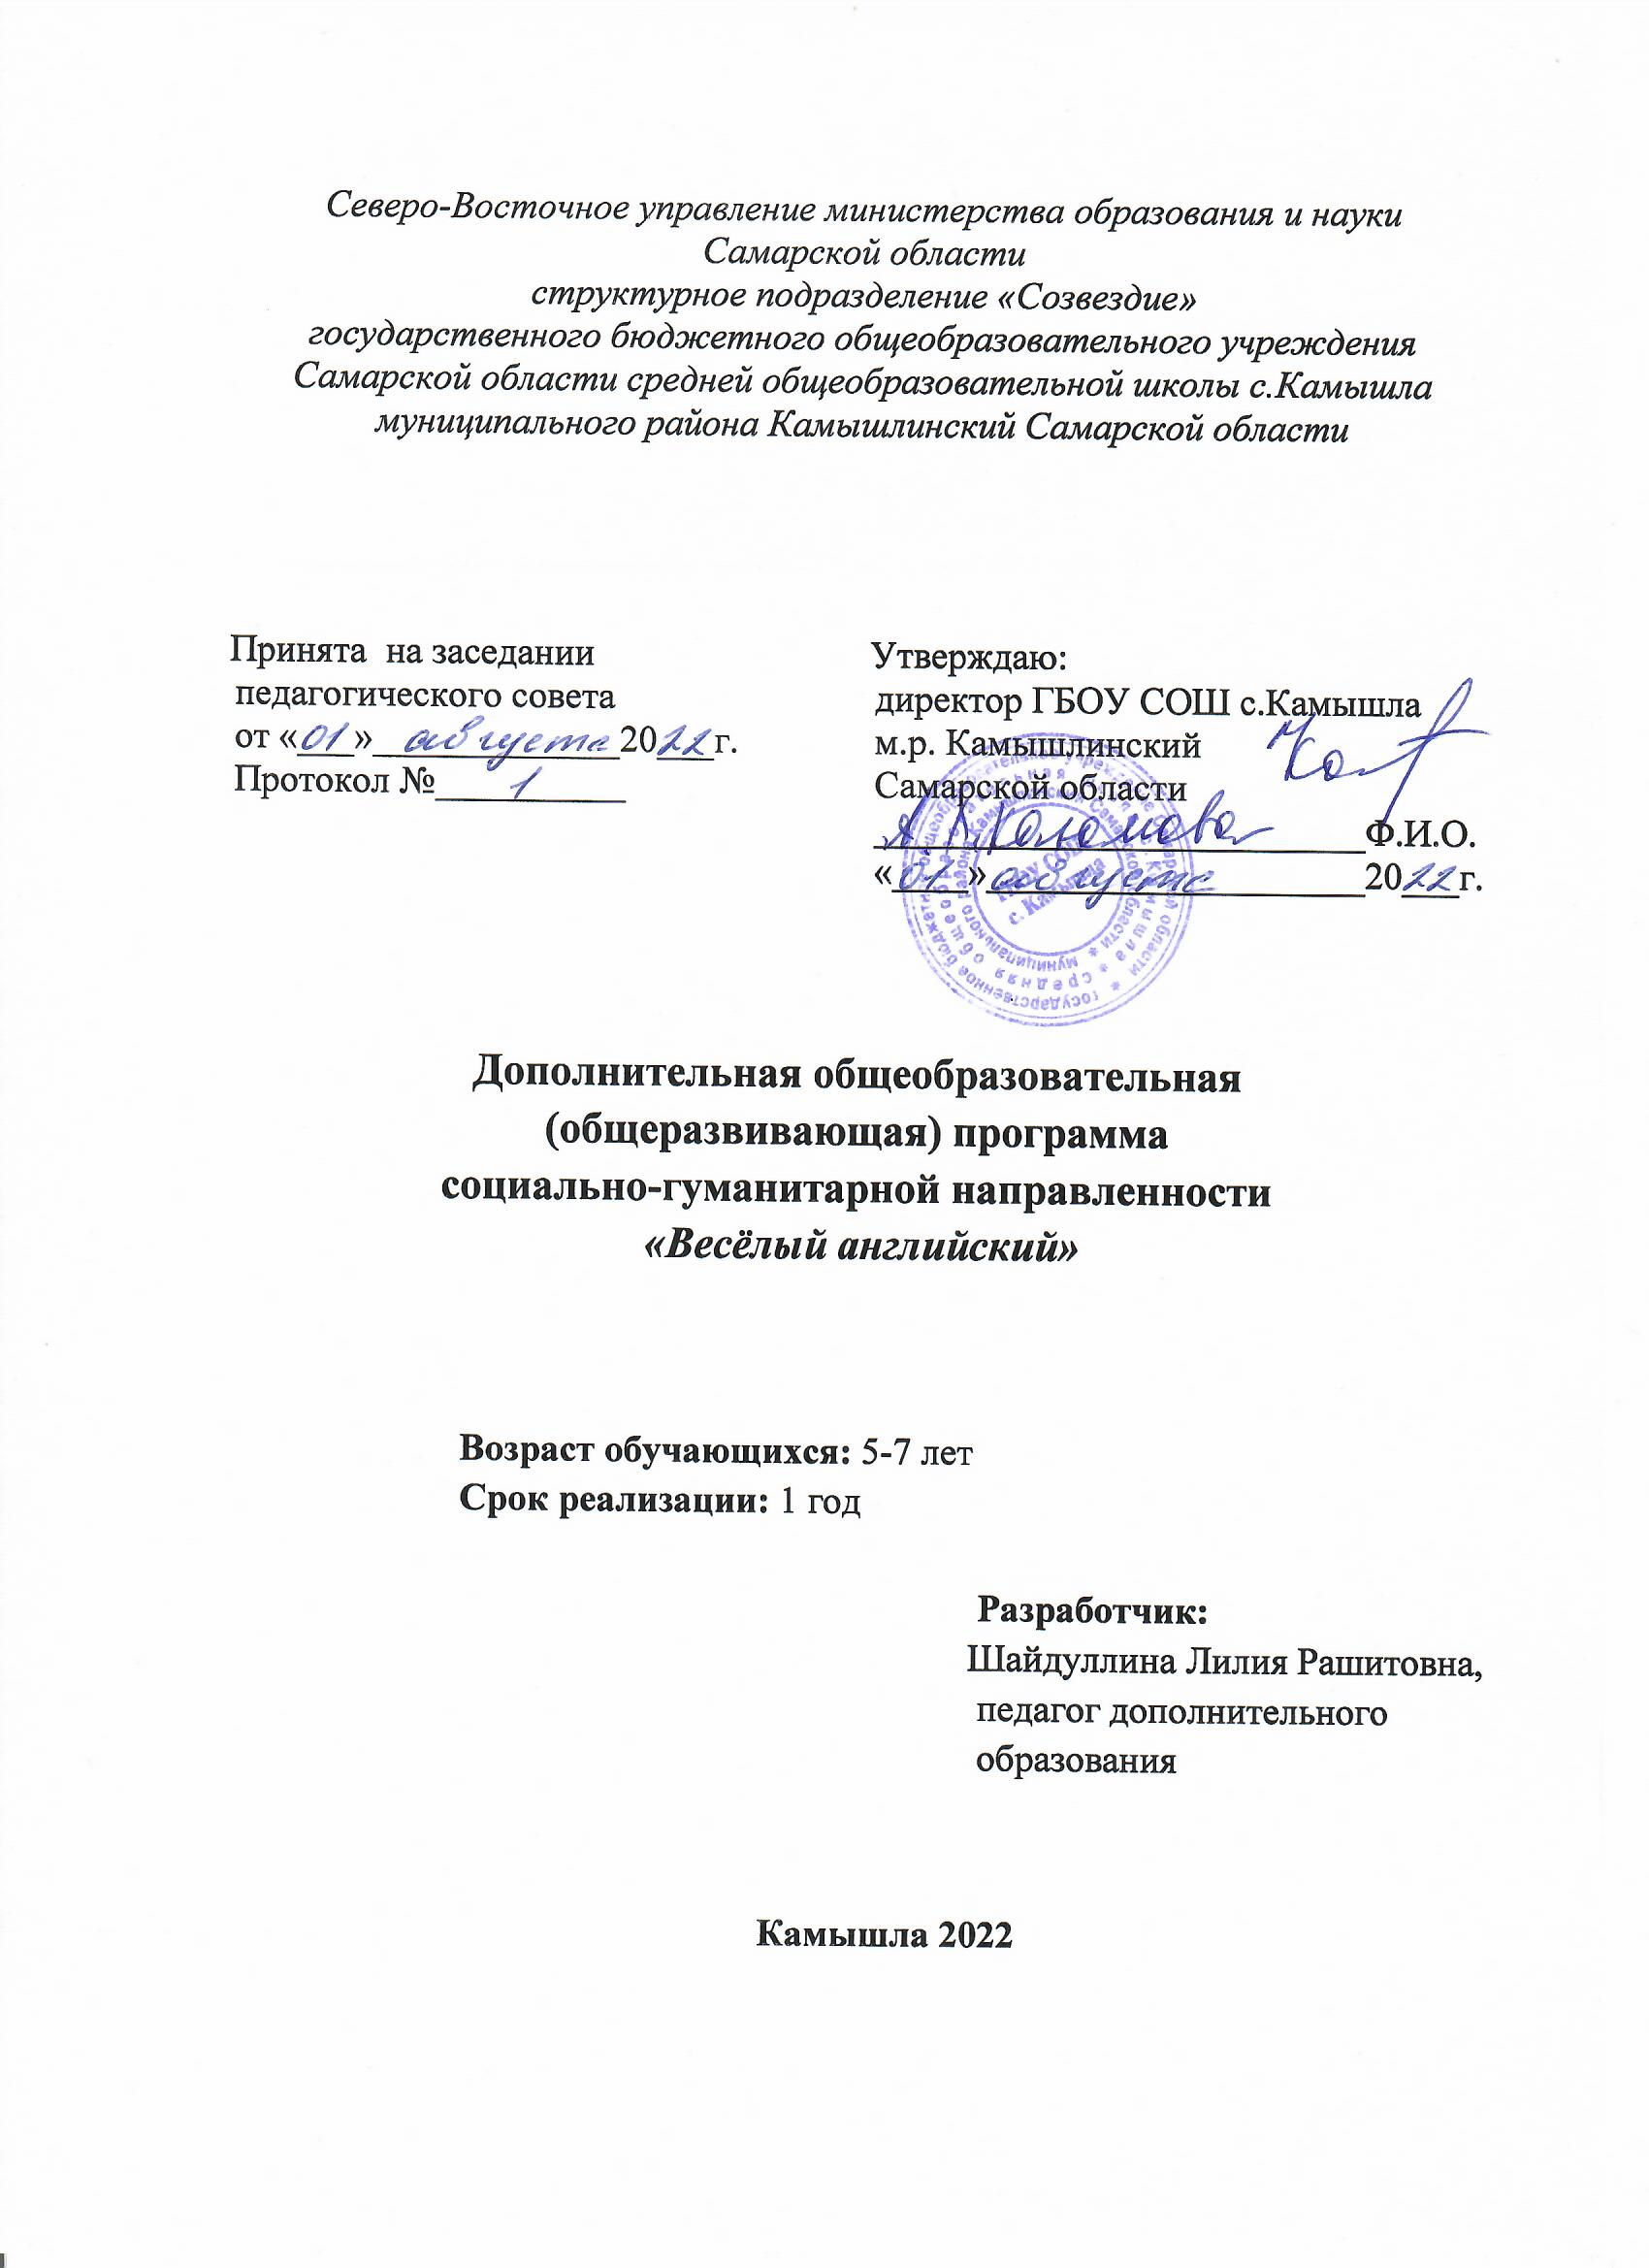 Северо-Восточное управление министерства образования и науки
Самарской области
структурное подразделение «Созвездие»
государственного бюджетного общеобразовательного учреждения
Самарской области средней общеобразовательной школы с.Камышла
муниципального района Камышлинский Самарской области
Принята на заседании
педагогического совета
от «01» августа 2022 г.
Протокол № 1
Утверждаю:
директор ГБОУ СОШ с.Камышла
м.р. Камышлинский
Самарской области
Ф.И.О.
«01» августа 2022 г.
с. Камышла
Дополнительная общеобразовательная
(общеразвивающая) программа
социально-гуманитарной направленности
«Весёлый английский»
Возраст обучающихся: 5-7 лет
Срок реализации: 1 год
Разработчик:
Шайдуллина Лилия Рашитовна,
педагог дополнительного
образования
Камышла 2022